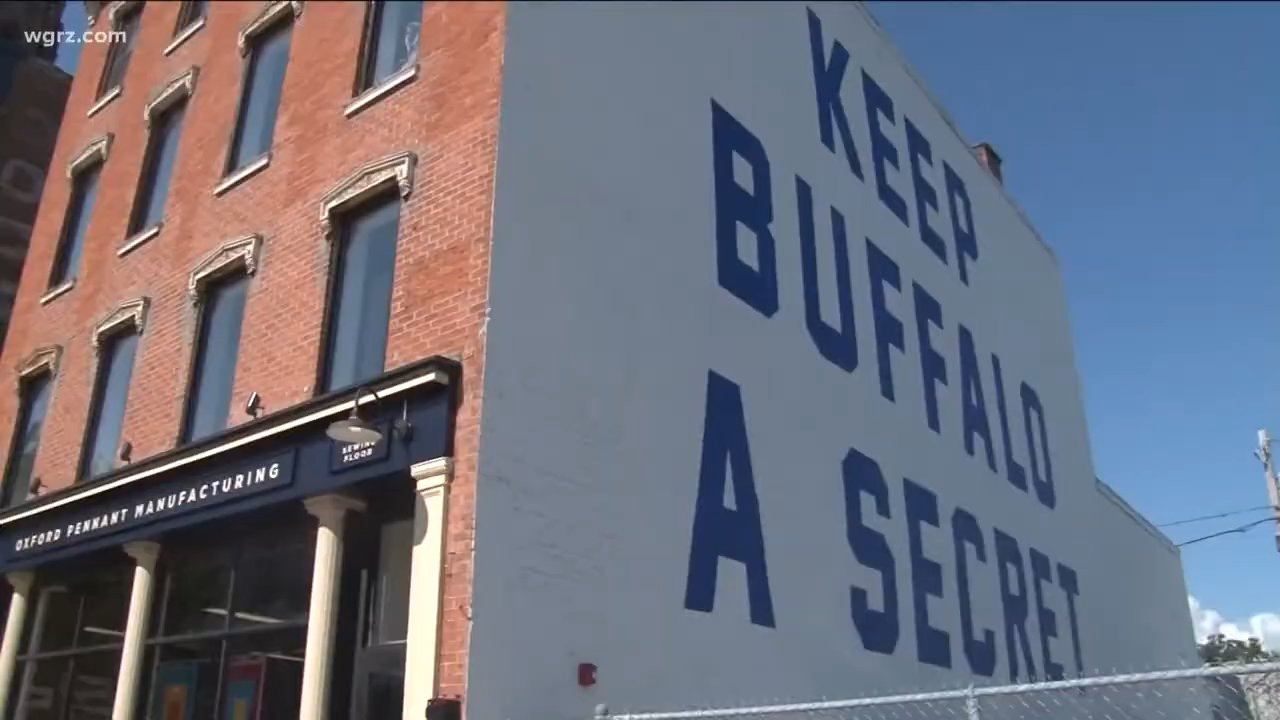 wgrz.com
KEEP
BUFFALO
A SECRET
SEWING
FLOOR
OXFORD PENNANT MANUFACTURING